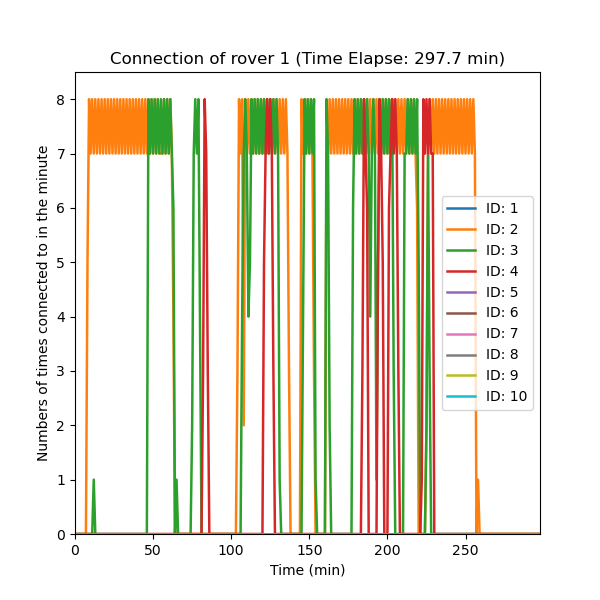 Connection of rover 1 (Time Elapse: 297.7 min)
Numbers of times connected to in the minute
8
7
6
5
4
3
2
1
0
ID: 1
ID: 2
ID: 3
ID: 4
ID: 5
ID: 6
ID: 7
ID: 8
ID: 9
ID: 10
0 50 100 150 200 250
Time (min)